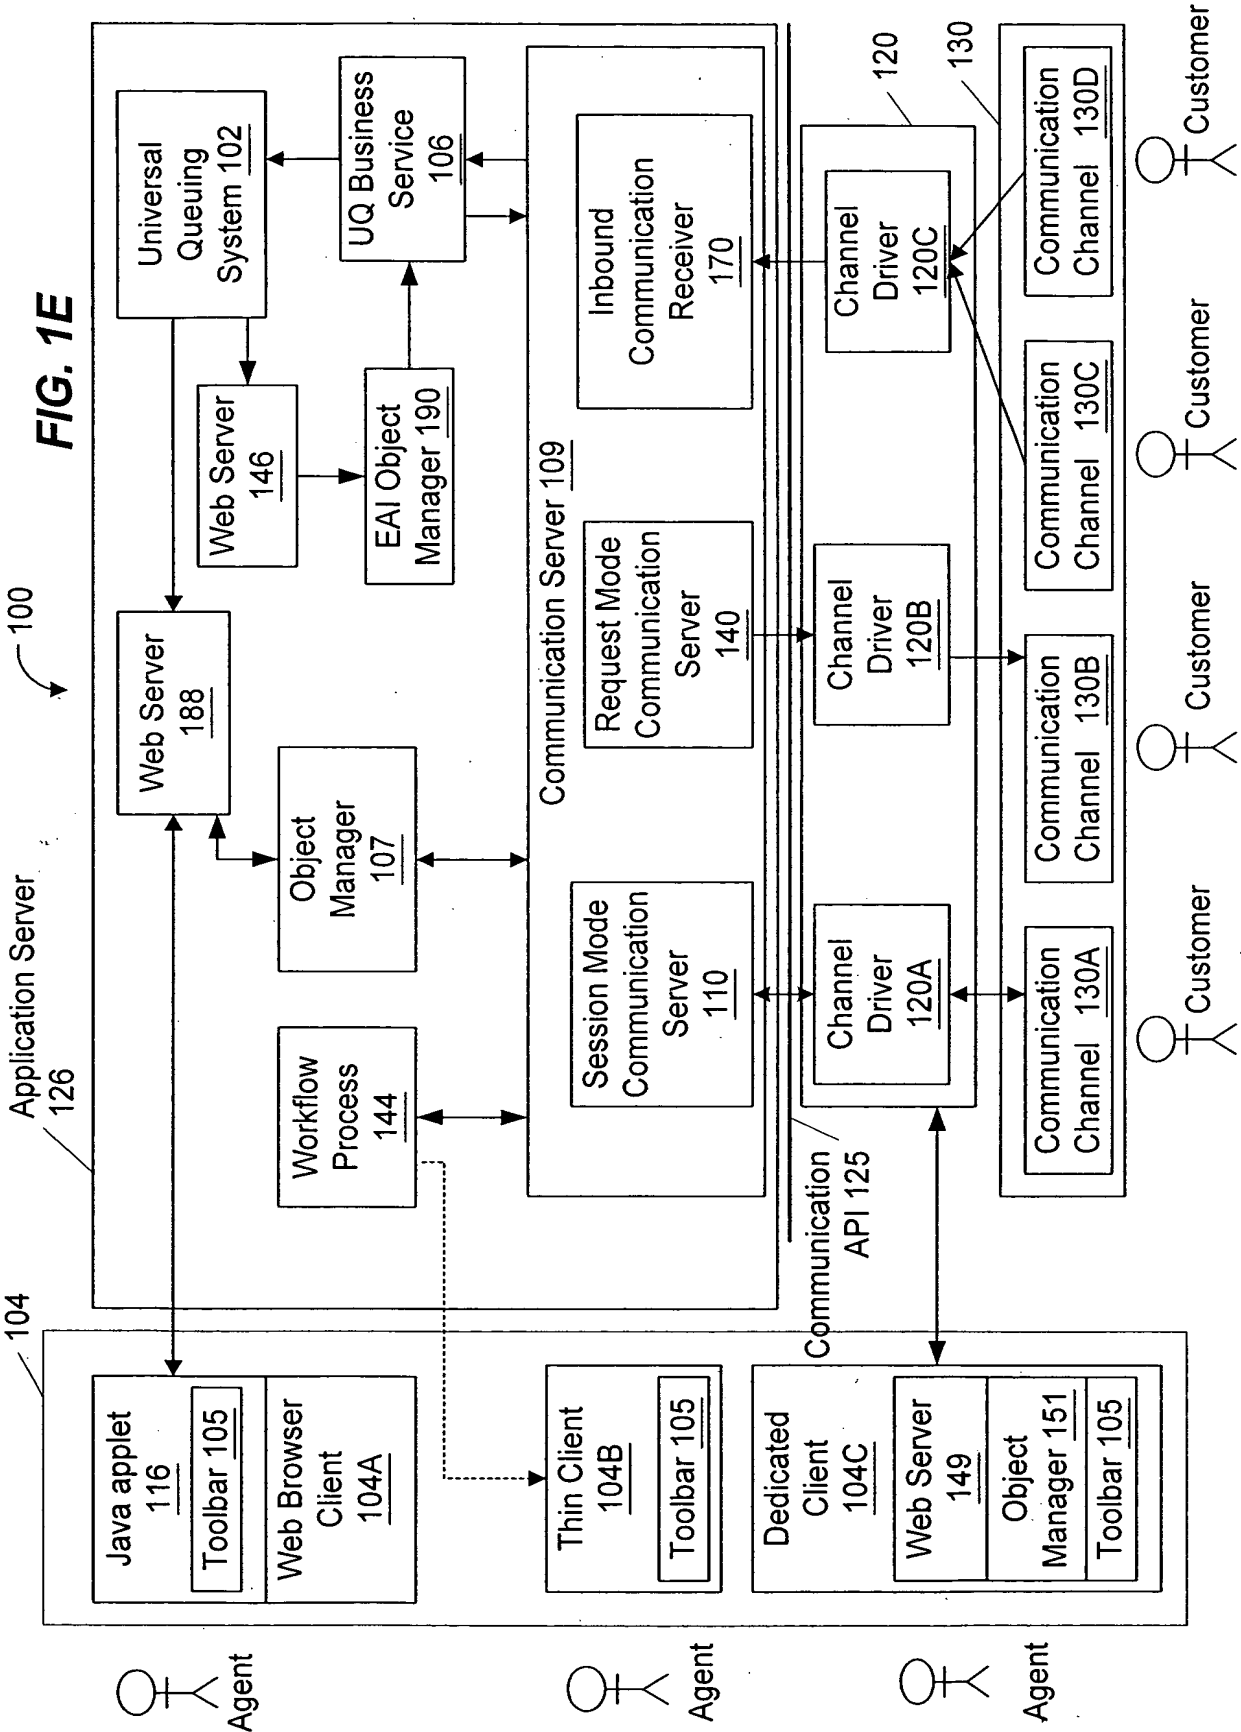 FIG. 1E
100
Application Server
126
104
Java applet
116
Toolbar 105
Web Browser
Client
104A
Thin Client
104B
Toolbar 105
Dedicated
Client
104C
Web Server
149
Object
Manager 151
Toolbar 105
Agent
Agent
Agent
Web Server
188
Universal
Queuing
System 102
Web Server
146
EAI Object
Manager 190
UQ Business
Service
106
Workflow
Process
144
Object
Manager
107
Communication Server 109
Session Mode
Communication
Server
110
Request Mode
Communication
Server
140
Inbound
Communication
Receiver
170
Communication
API 125
120
Channel
Driver
120A
Channel
Driver
120B
Channel
Driver
120C
130
Communication
Channel 130A
Communication
Channel 130B
Communication
Channel 130C
Communication
Channel 130D
Customer
Customer
Customer
Customer